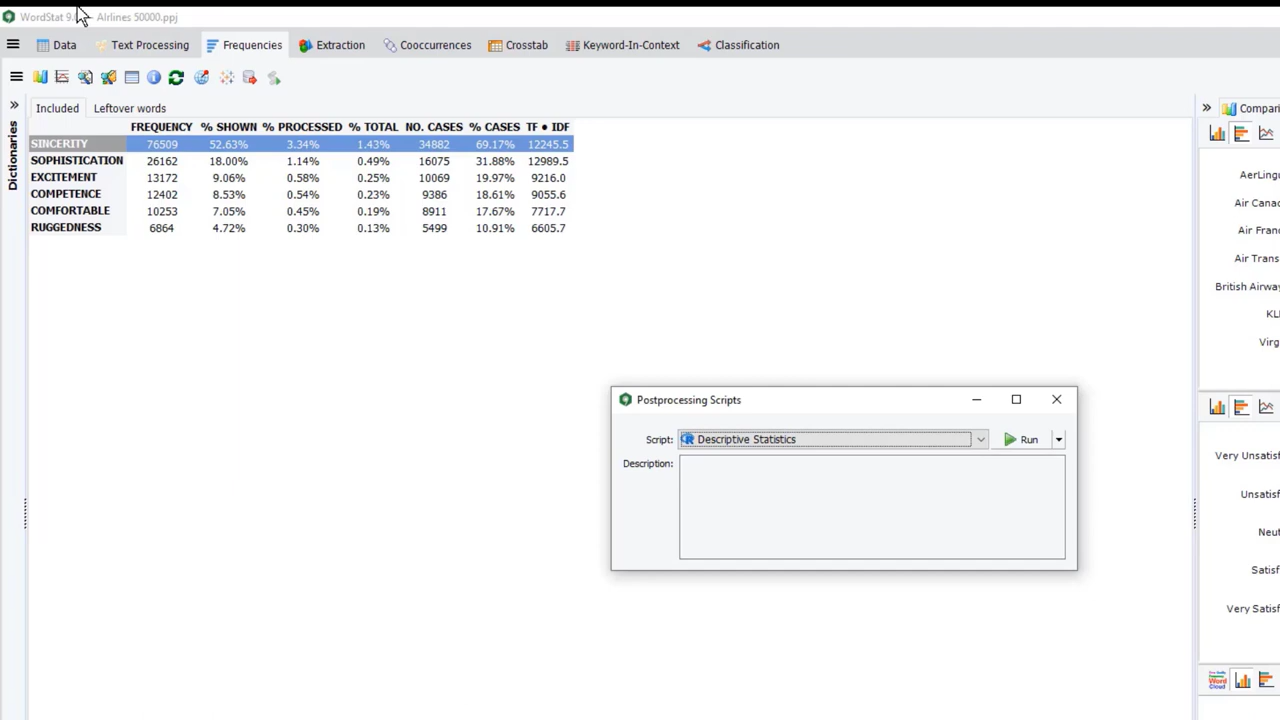 WordStat 9.0 - AIrlines 50000.ppj
Data Text Processing Frequencies Extraction Cooccurrences Crosstab Keyword-In-Context Classification
Included Leftover words
Dictionaries
FREQUENCY % SHOWN % PROCESSED % TOTAL NO. CASES % CASES TF • IDF
SINCERITY 76509 52.63% 3.34% 1.43% 34882 69.17% 12245.5
SOPHISTICATION 26162 18.00% 1.14% 0.49% 16075 31.88% 12989.5
EXCITEMENT 13172 9.06% 0.58% 0.25% 10069 19.97% 9216.0
COMPETENCE 12402 8.53% 0.54% 0.23% 9386 18.61% 9055.6
COMFORTABLE 10253 7.05% 0.45% 0.19% 8911 17.67% 7717.7
RUGGEDNESS 6864 4.72% 0.30% 0.13% 5499 10.91% 6605.7
Postprocessing Scripts
Script: Descriptive Statistics Run
Description:
Compari
AerLingu
Air Canad
Air Franc
Air Trans
British Airway
KL
Virg
Very Unsatisf
Unsatisf
Neut
Satisf
Very Satisf
Word
Cloud